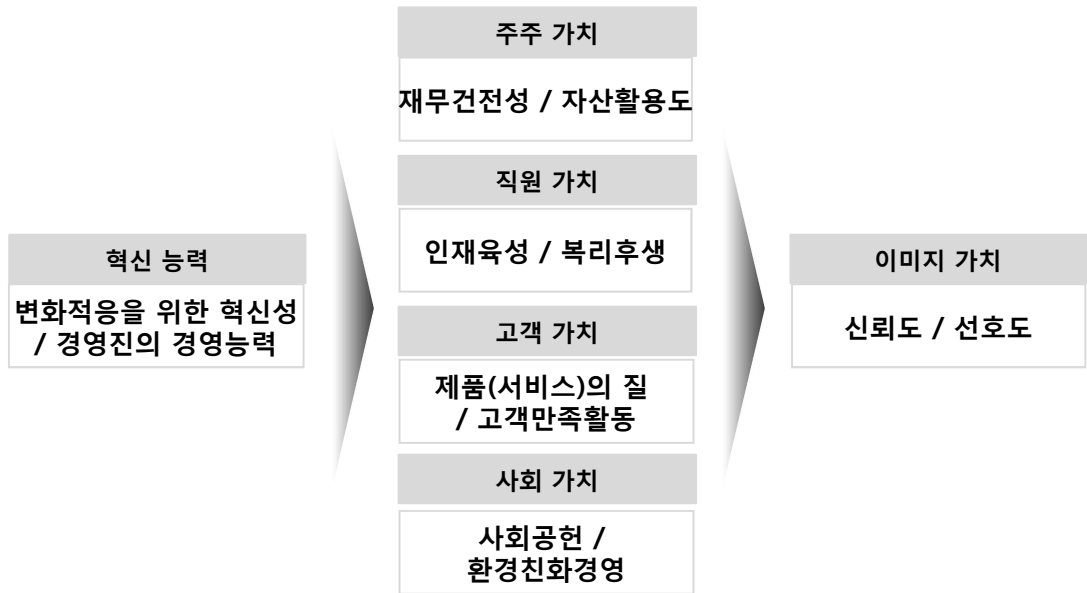 혁신 능력
변화적응을 위한 혁신성
/ 경영진의 경영능력
주주 가치
재무건전성 / 자산활용도
직원 가치
인재육성 / 복리후생
고객 가치
제품(서비스)의 질
/ 고객만족활동
사회 가치
사회공헌 /
환경친화경영
이미지 가치
신뢰도 / 선호도